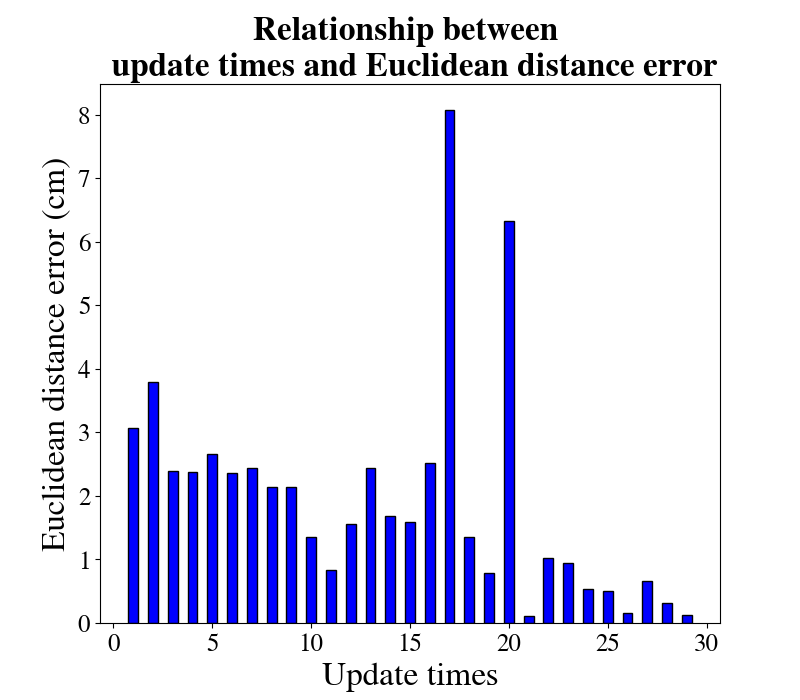 Relationship between
update times and Euclidean distance error
Euclidean distance error (cm)
8
7
6
5
4
3
2
1
0
0 5 10 15 20 25 30
Update times